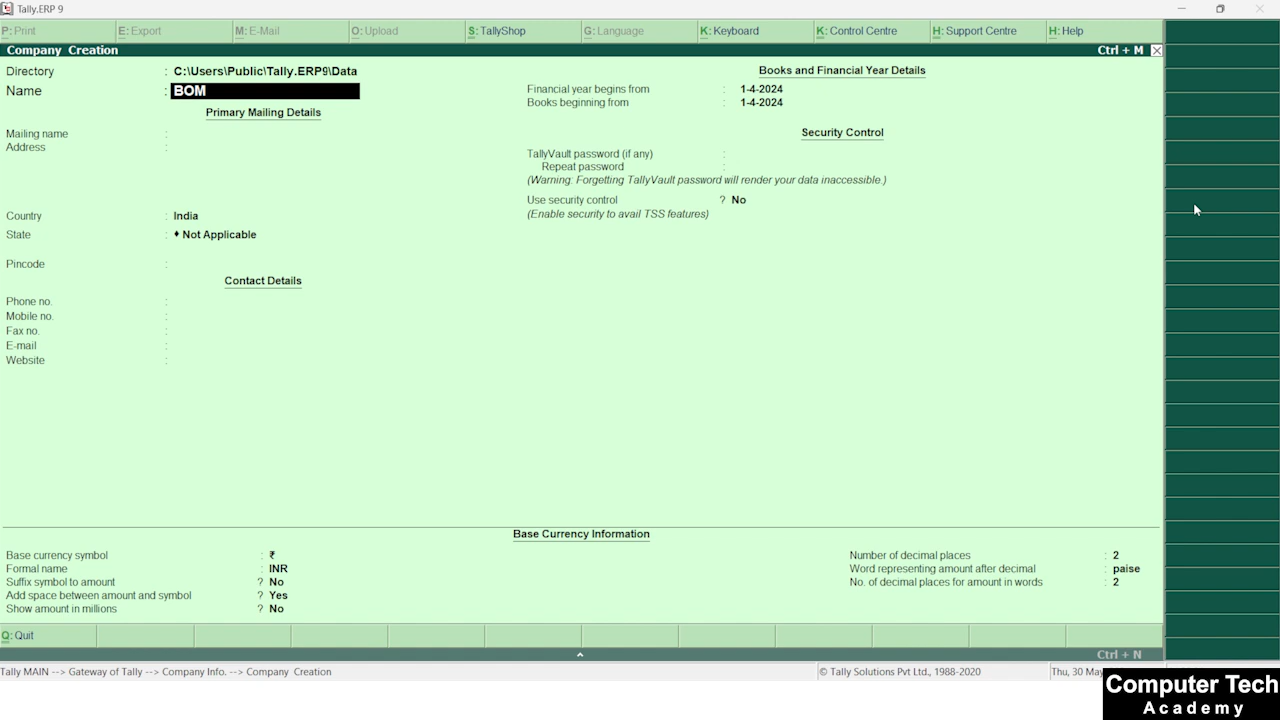 Tally.ERP 9
P: Print E: Export M: E-Mail O: Upload S: TallyShop G: Language K: Keyboard K: Control Centre H: Support Centre H: Help
Company Creation Ctrl + M
Directory : C:\Users\Public\Tally.ERP9\Data
Name : BOM
Primary Mailing Details
Mailing name :
Address :
Country : India
State : ♦ Not Applicable
Pincode :
Contact Details
Phone no. :
Mobile no. :
Fax no. :
E-mail :
Website :
Books and Financial Year Details
Financial year begins from : 1-4-2024
Books beginning from : 1-4-2024
Security Control
TallyVault password (if any) :
Repeat password :
(Warning: Forgetting TallyVault password will render your data inaccessible.)
Use security control ? No
(Enable security to avail TSS features)
Base Currency Information
Base currency symbol : ₹
Formal name : INR
Suffix symbol to amount ? No
Add space between amount and symbol ? Yes
Show amount in millions ? No
Number of decimal places : 2
Word representing amount after decimal : paise
No. of decimal places for amount in words : 2
Q: Quit
Ctrl + N
Tally MAIN --> Gateway of Tally --> Company Info. --> Company Creation © Tally Solutions Pvt Ltd., 1988-2020 Thu, 30 May
Computer Tech
Academy